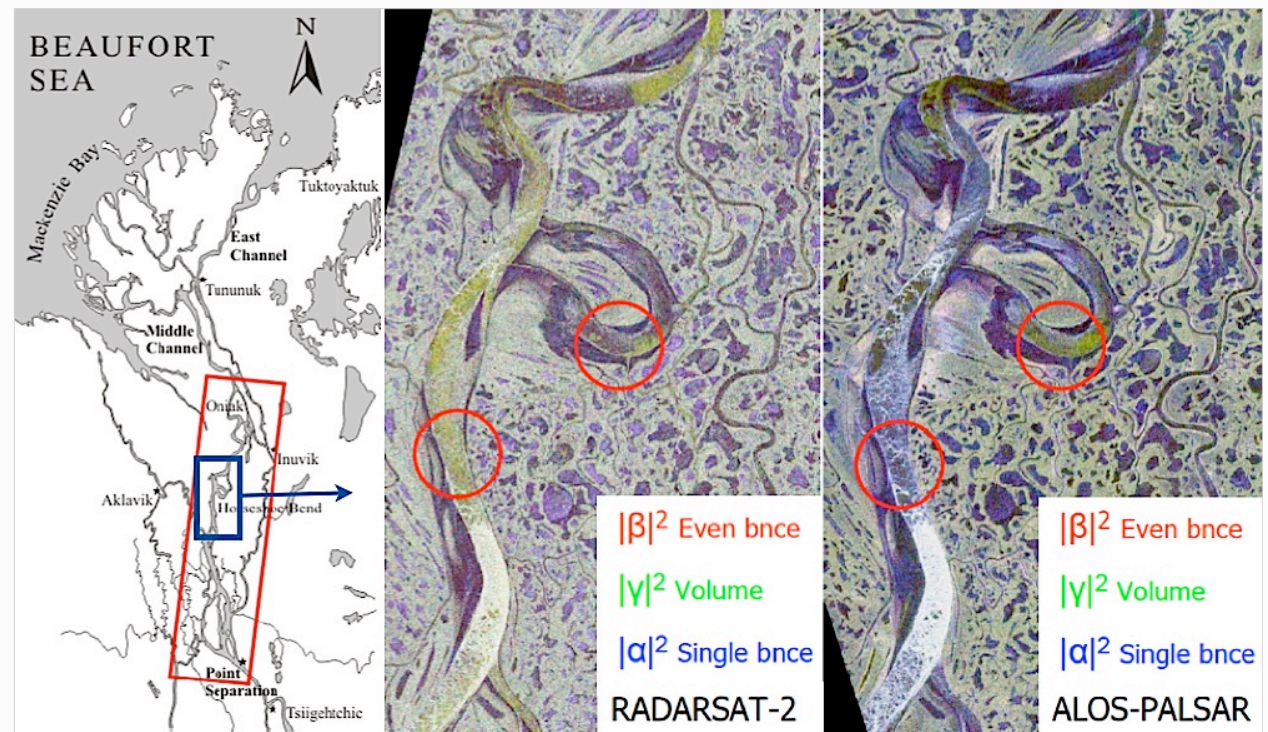 BEAUFORT
SEA
N
Mackenzie Bay
Tuktoyaktuk
East
Channel
Tununuk
Middle
Channel
Oniak
Inuvik
Aklavik
Horseshoe Bend
Point
Separation
Tsiigehtchic
|β|² Even bnce
|γ|² Volume
|α|² Single bnce
RADARSAT-2
|β|² Even bnce
|γ|² Volume
|α|² Single bnce
ALOS-PALSAR